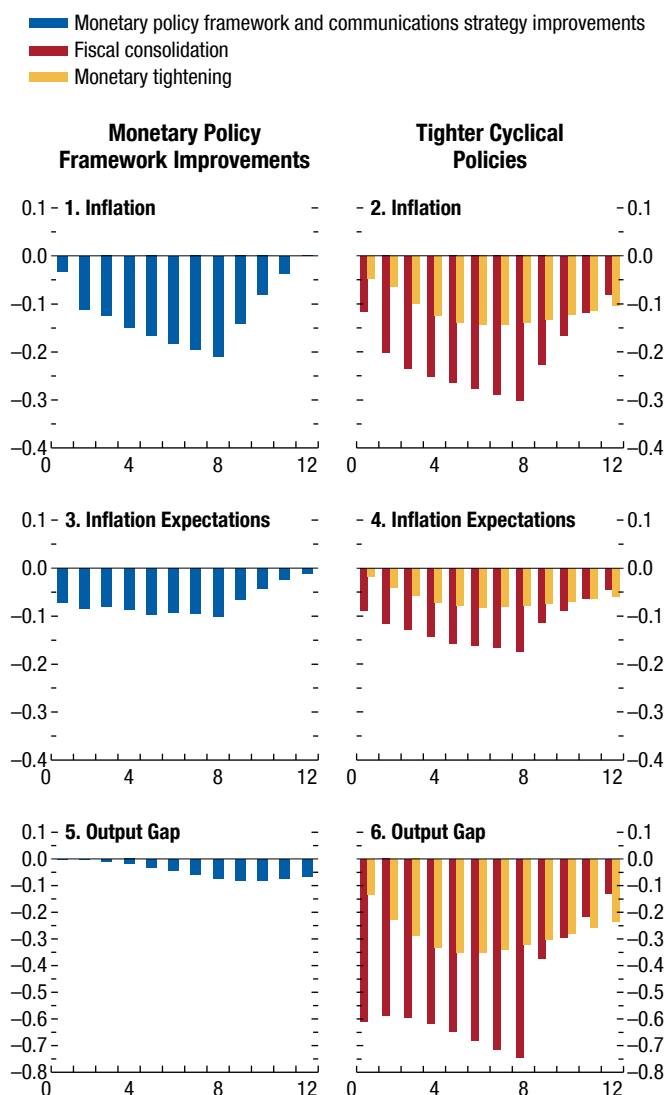 Monetary policy framework and communications strategy improvements
Fiscal consolidation
Monetary tightening
Monetary Policy
Framework Improvements
Tighter Cyclical
Policies
1. Inflation
0.1
0.0
–0.1
–0.2
–0.3
–0.4
0 4 8 12
2. Inflation
0.1
0.0
–0.1
–0.2
–0.3
–0.4
0 4 8 12
3. Inflation Expectations
0.1
0.0
–0.1
–0.2
–0.3
–0.4
0 4 8 12
4. Inflation Expectations
0.1
0.0
–0.1
–0.2
–0.3
–0.4
0 4 8 12
5. Output Gap
0.1
0.0
–0.1
–0.2
–0.3
–0.4
–0.5
–0.6
–0.7
–0.8
0 4 8 12
6. Output Gap
0.1
0.0
–0.1
–0.2
–0.3
–0.4
–0.5
–0.6
–0.7
–0.8
0 4 8 12